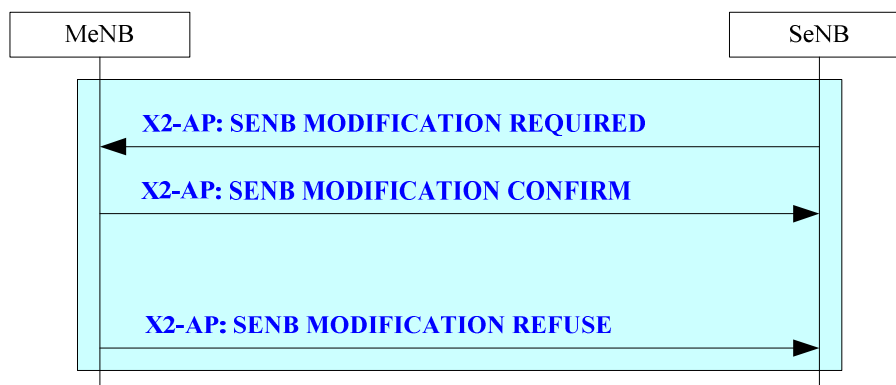 MeNB
SeNB
X2-AP: SENB MODIFICATION REQUIRED
X2-AP: SENB MODIFICATION CONFIRM
X2-AP: SENB MODIFICATION REFUSE